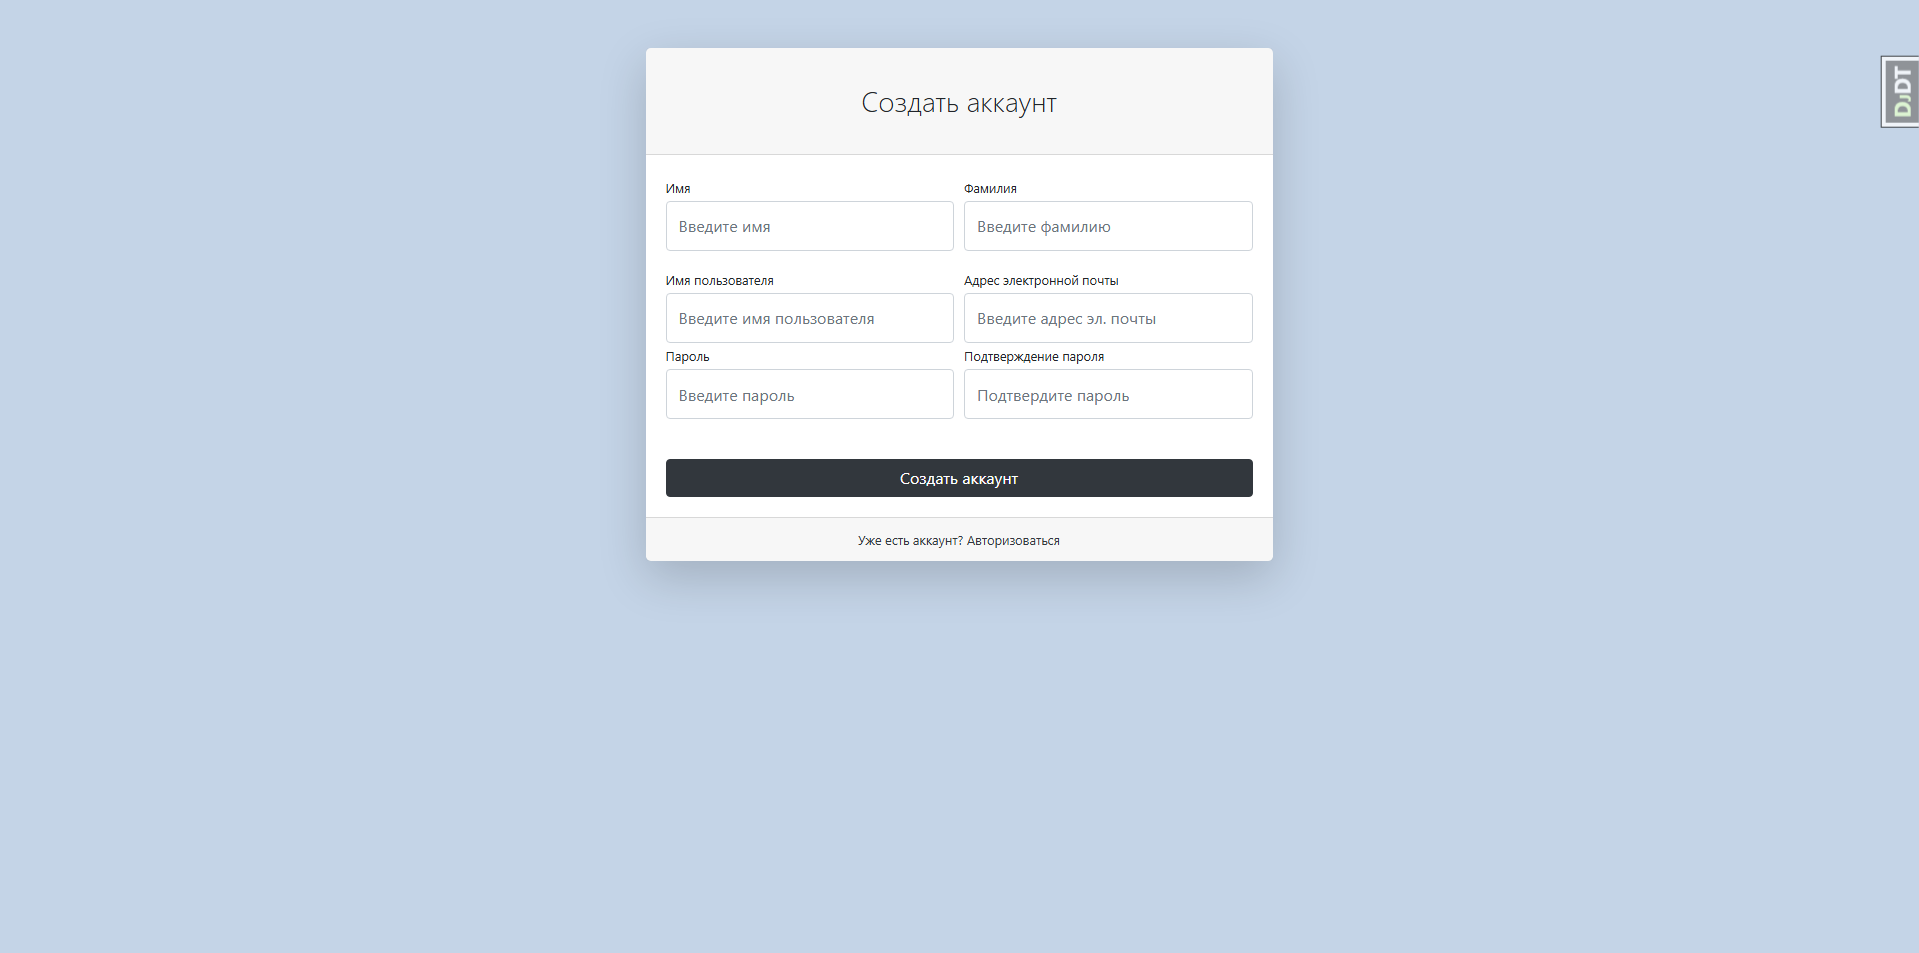 Создать аккаунт
DjDT
Имя Фамилия
Введите имя Введите фамилию
Имя пользователя Адрес электронной почты
Введите имя пользователя Введите адрес эл. почты
Пароль Подтверждение пароля
Введите пароль Подтвердите пароль
Создать аккаунт
Уже есть аккаунт? Авторизоваться